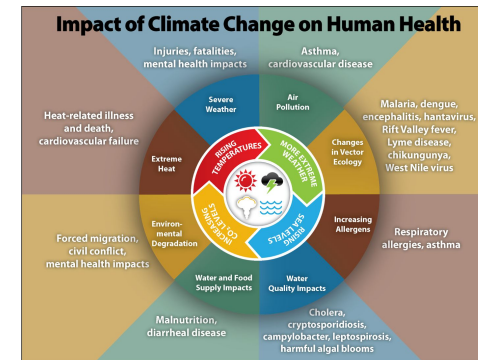 Impact of Climate Change on Human Health
Injuries, fatalities,
mental health impacts
Asthma,
cardiovascular disease
Heat-related illness
and death,
cardiovascular failure
Malaria, dengue,
encephalitis, hantavirus,
Rift Valley fever,
Lyme disease,
chikungunya,
West Nile virus
Forced migration,
civil conflict,
mental health impacts
Respiratory
allergies, asthma
Malnutrition,
diarrheal disease
Cholera,
cryptosporidiosis,
campylobacter, leptospirosis,
harmful algal blooms
Severe
Weather
Air
Pollution
Extreme
Heat
Changes
in Vector
Ecology
Environ-
mental
Degradation
Increasing
Allergens
Water and Food
Supply Impacts
Water
Quality Impacts
RISING
TEMPERATURES
MORE EXTREME
WEATHER
INCREASING
CO2 LEVELS
RISING
SEA LEVELS